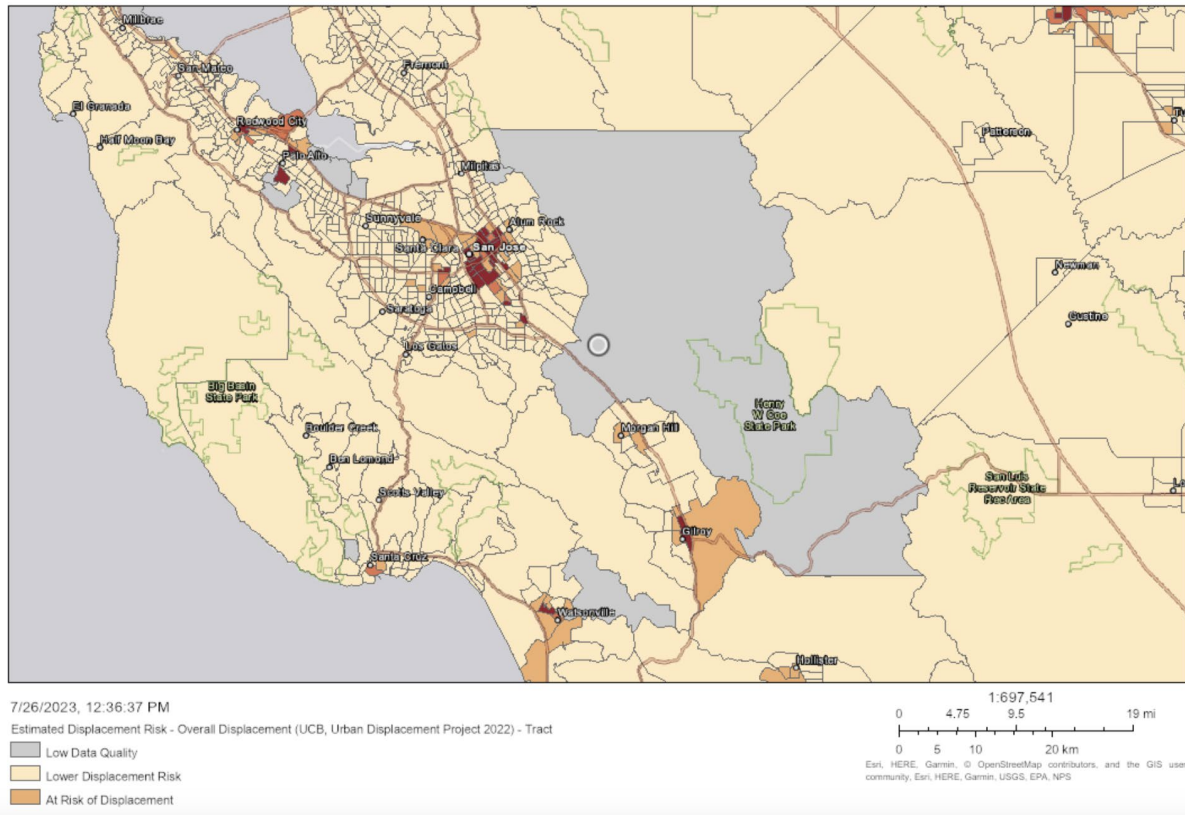 Millbrae
San Mateo
Fremont
El Granada
Redwood City
Half Moon Bay
Palo Alto
Milpitas
Patterson
Tu
Sunnyvale
Alum Rock
Santa Clara
San Jose
Newman
Campbell
Saratoga
Gustine
Los Gatos
Big Basin
State Park
Henry
W Coe
State Park
Boulder Creek
Morgan Hill
Ben Lomond
San Luis
Reservoir State
Rec Area
Lo
Scotts Valley
Gilroy
Santa Cruz
Watsonville
Hollister
7/26/2023, 12:36:37 PM
Estimated Displacement Risk - Overall Displacement (UCB, Urban Displacement Project 2022) - Tract
Low Data Quality
Lower Displacement Risk
At Risk of Displacement
1:697,541
0 4.75 9.5 19 mi
0 5 10 20 km
Esri, HERE, Garmin, © OpenStreetMap contributors, and the GIS user
community, Esri, HERE, Garmin, USGS, EPA, NPS